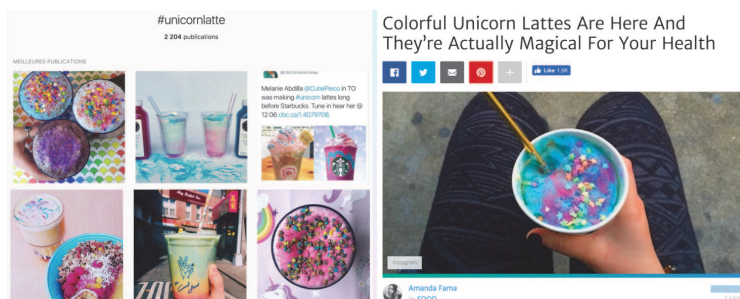 #unicornlatte
2 204 publications
MEILLEURES PUBLICATIONS
Melanie Abdilla @CutiePieco in TO
was making #unicorn lattes long
before Starbucks. Tune in hear her @
12:06 cbc.ca/1.4079708.
Colorful Unicorn Lattes Are Here And
They’re Actually Magical For Your Health
Like 1.5K
Instagram
Amanda Fama
in FOOD